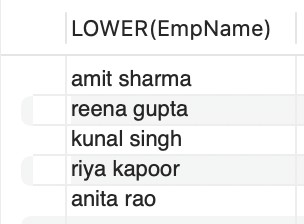 LOWER(EmpName)
amit sharma
reena gupta
kunal singh
riya kapoor
anita rao